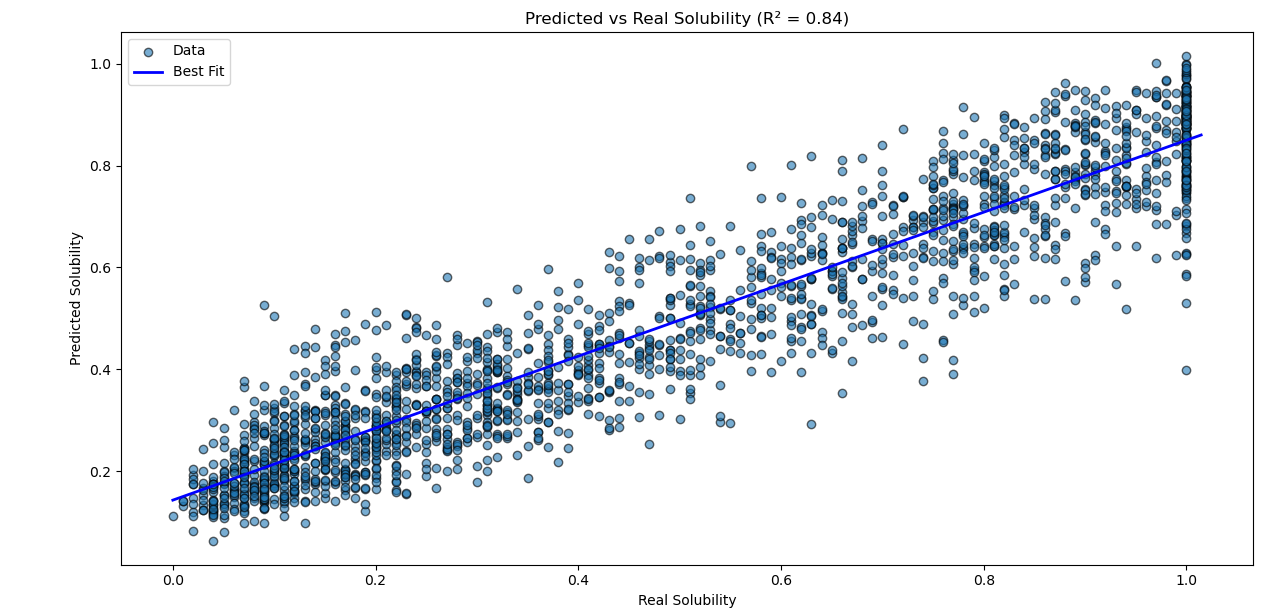 Predicted vs Real Solubility (R² = 0.84)
Data
Best Fit
1.0
0.8
0.6
0.4
0.2
Predicted Solubility
0.0 0.2 0.4 0.6 0.8 1.0
Real Solubility